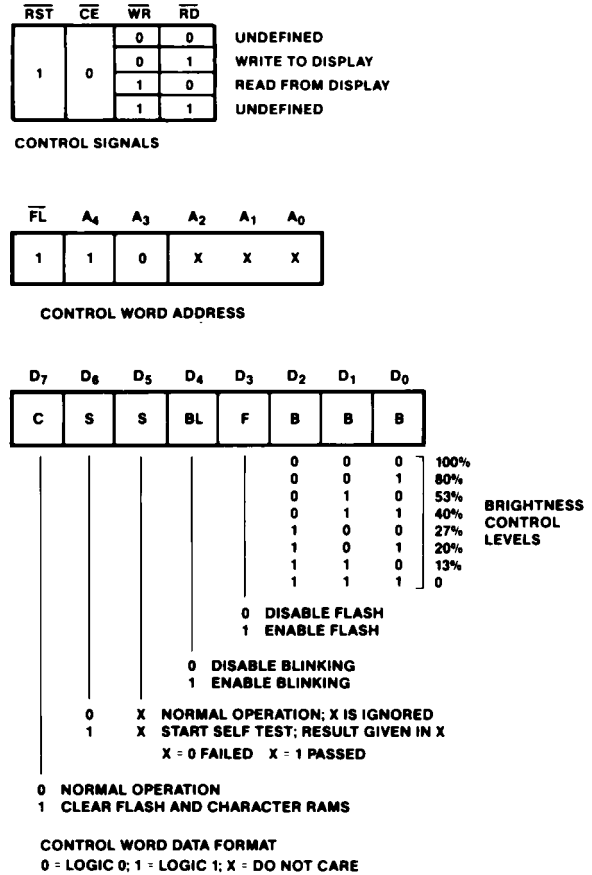 RST CE WR RD
0 0 UNDEFINED
0 1 WRITE TO DISPLAY
1 0
1 0 READ FROM DISPLAY
1 1 UNDEFINED
CONTROL SIGNALS
FL A4 A3 A2 A1 A0
1 1 0 X X X
CONTROL WORD ADDRESS
D7 D6 D5 D4 D3 D2 D1 D0
C S S BL F B B B
0 0 0 100%
0 0 1 80%
0 1 0 53%
0 1 1 40%
1 0 0 27%
1 0 1 20%
1 1 0 13%
1 1 1 0
BRIGHTNESS
CONTROL
LEVELS
0 DISABLE FLASH
1 ENABLE FLASH
0 DISABLE BLINKING
1 ENABLE BLINKING
0 X NORMAL OPERATION; X IS IGNORED
1 X START SELF TEST; RESULT GIVEN IN X
X = 0 FAILED X = 1 PASSED
0 NORMAL OPERATION
1 CLEAR FLASH AND CHARACTER RAMS
CONTROL WORD DATA FORMAT
0 = LOGIC 0; 1 = LOGIC 1; X = DO NOT CARE